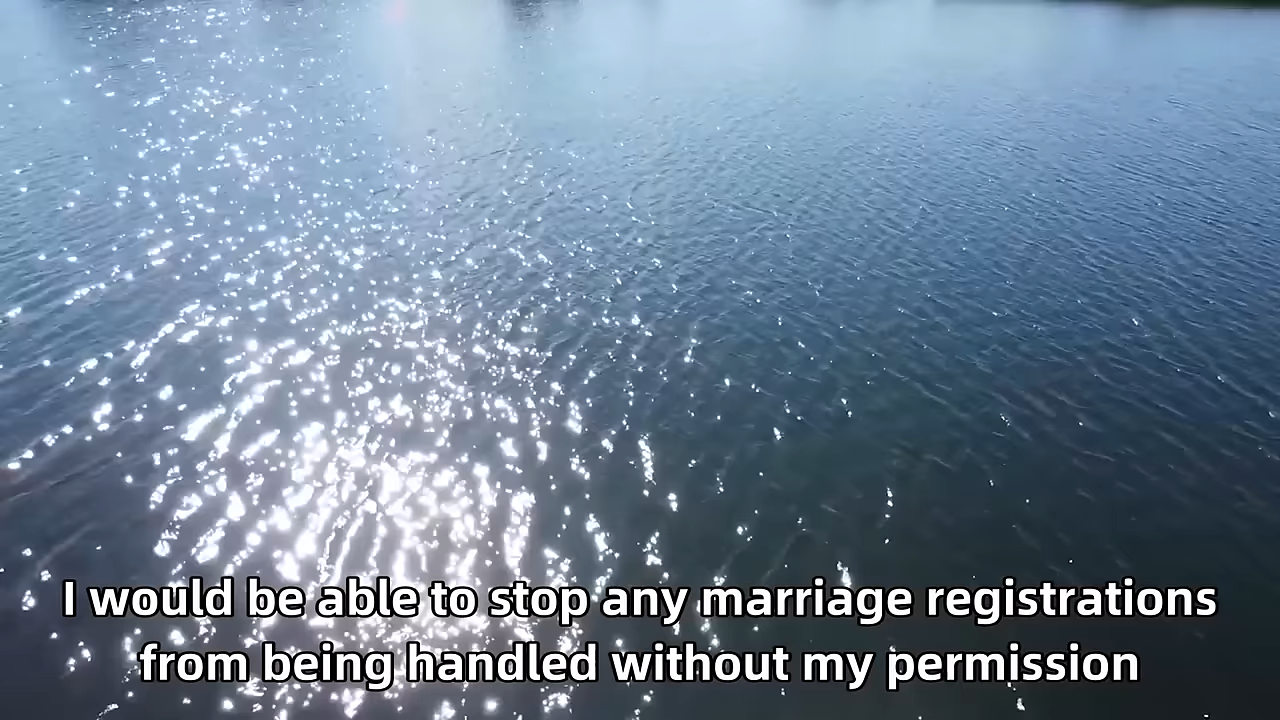 I would be able to stop any marriage registrations
from being handled without my permission